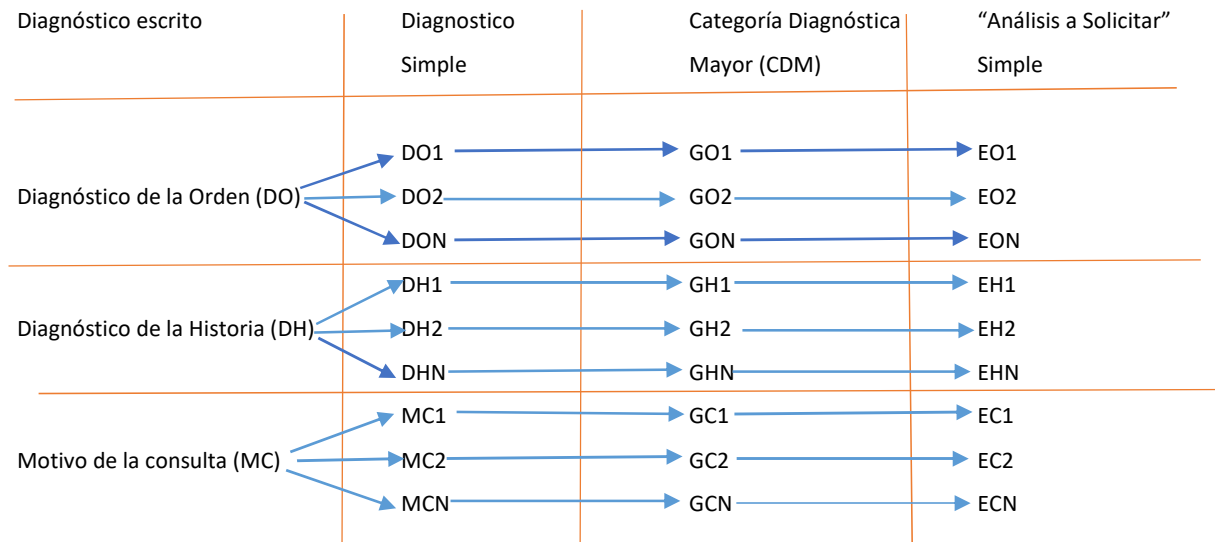 Diagnóstico escrito Diagnostico Categoría Diagnóstica “Análisis a Solicitar”
Simple Mayor (CDM) Simple
DO1 GO1 EO1
Diagnóstico de la Orden (DO) DO2 GO2 EO2
DON GON EON
DH1 GH1 EH1
Diagnóstico de la Historia (DH) DH2 GH2 EH2
DHN GHN EHN
MC1 GC1 EC1
Motivo de la consulta (MC) MC2 GC2 EC2
MCN GCN ECN